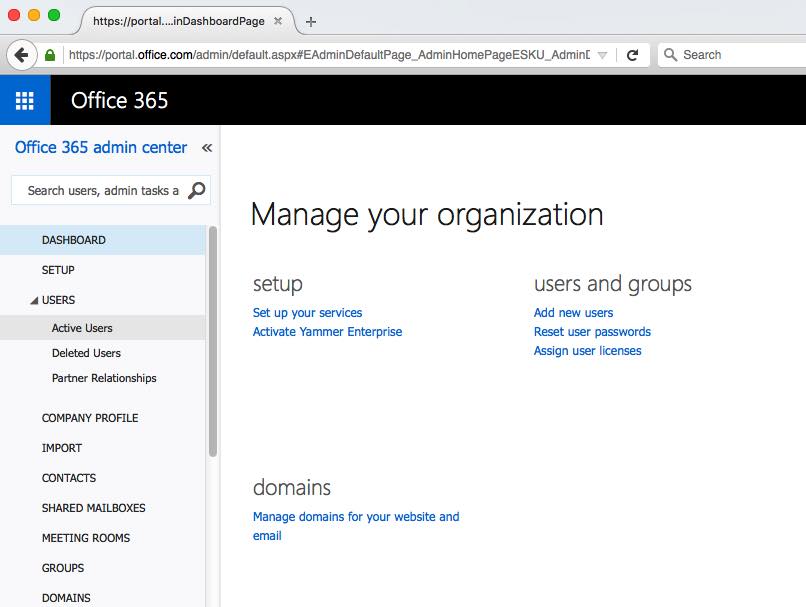 https://portal....inDashboardPage
https://portal.office.com/admin/default.aspx#EAdminDefaultPage_AdminHomePageESKU_AdminD
Search
Office 365
Office 365 admin center «
Search users, admin tasks a
DASHBOARD
SETUP
USERS
Active Users
Deleted Users
Partner Relationships
COMPANY PROFILE
IMPORT
CONTACTS
SHARED MAILBOXES
MEETING ROOMS
GROUPS
DOMAINS
Manage your organization
setup
Set up your services
Activate Yammer Enterprise
users and groups
Add new users
Reset user passwords
Assign user licenses
domains
Manage domains for your website and
email